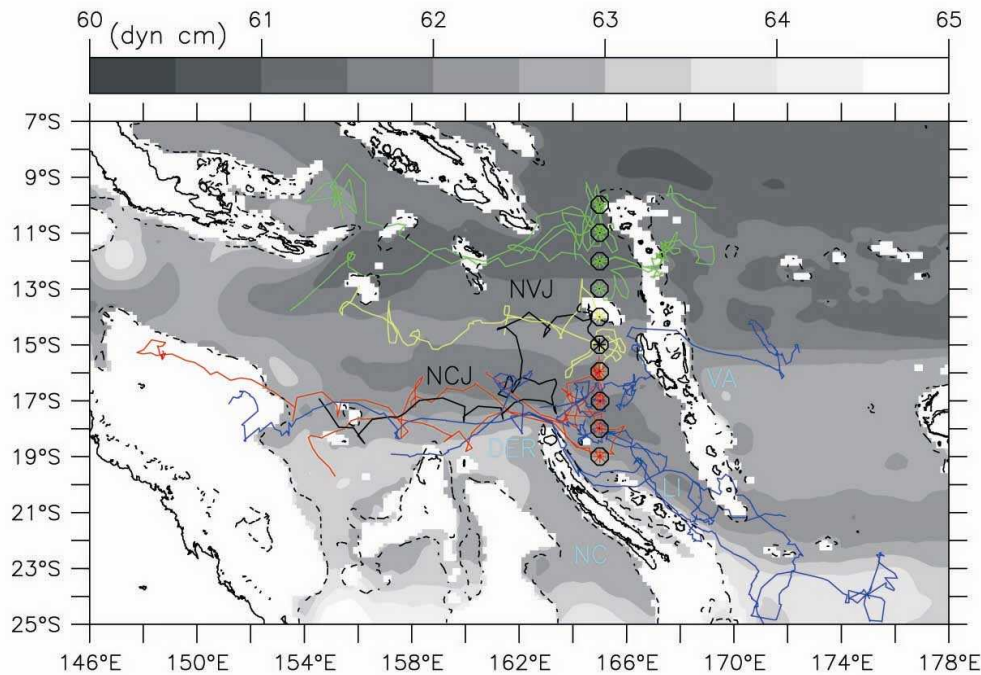 60 61 62 63 64 65
(dyn cm)
7°S
9°S
11°S
13°S
NVJ
15°S
NCJ
VA
17°S
DER
19°S
LI
21°S
NC
23°S
25°S
146°E 150°E 154°E 158°E 162°E 166°E 170°E 174°E 178°E